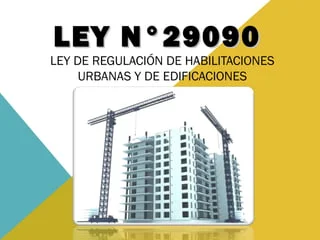 LEY N°29090
LEY DE REGULACIÓN DE HABILITACIONES
URBANAS Y DE EDIFICACIONES